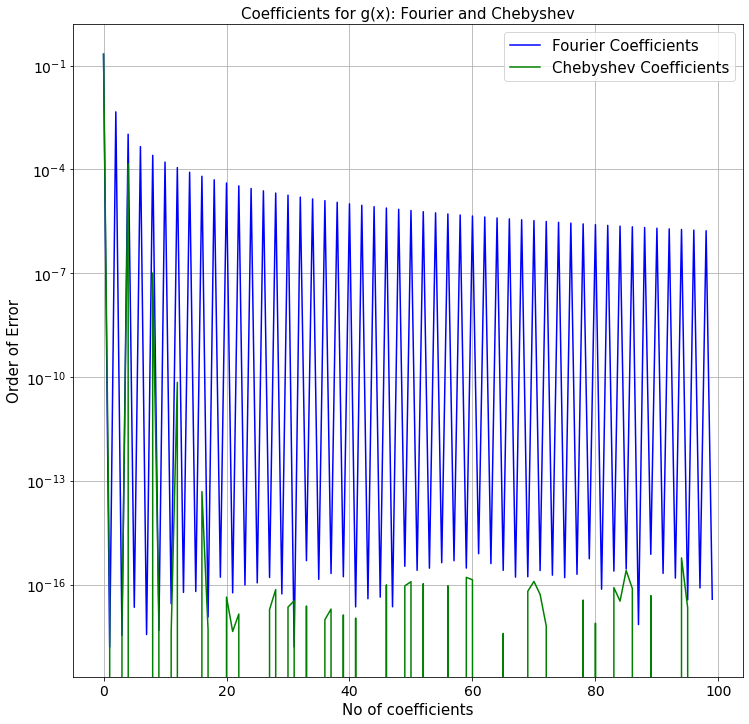 Coefficients for g(x): Fourier and Chebyshev
Fourier Coefficients
Chebyshev Coefficients
Order of Error
10⁻¹
10⁻⁴
10⁻⁷
10⁻¹⁰
10⁻¹³
10⁻¹⁶
0 20 40 60 80 100
No of coefficients